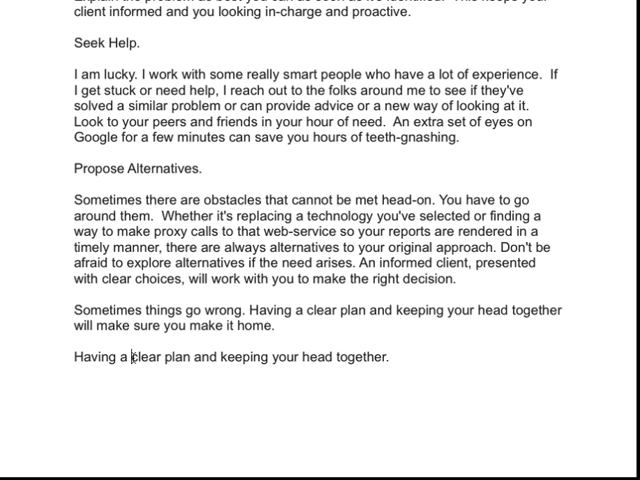 client informed and you looking in-charge and proactive.
Seek Help.
I am lucky. I work with some really smart people who have a lot of experience.  If
I get stuck or need help, I reach out to the folks around me to see if they've
solved a similar problem or can provide advice or a new way of looking at it.
Look to your peers and friends in your hour of need.  An extra set of eyes on
Google for a few minutes can save you hours of teeth-gnashing.
Propose Alternatives.
Sometimes there are obstacles that cannot be met head-on. You have to go
around them.  Whether it's replacing a technology you've selected or finding a
way to make proxy calls to that web-service so your reports are rendered in a
timely manner, there are always alternatives to your original approach. Don't be
afraid to explore alternatives if the need arises. An informed client, presented
with clear choices, will work with you to make the right decision.
Sometimes things go wrong. Having a clear plan and keeping your head together
will make sure you make it home.
Having a clear plan and keeping your head together.